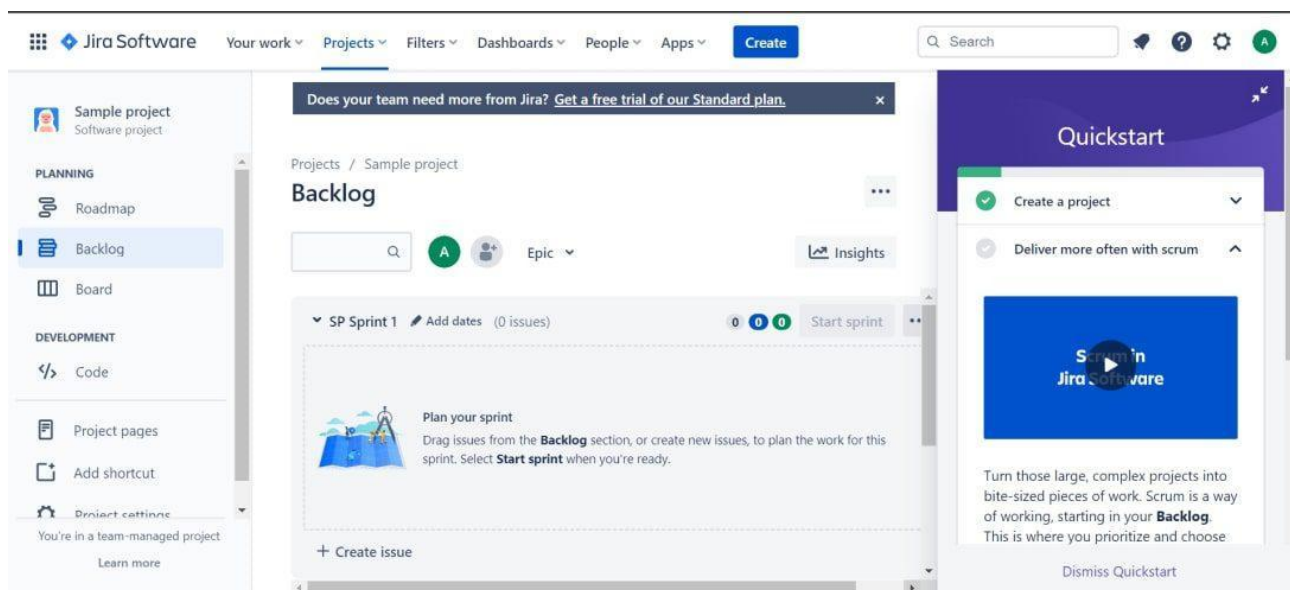 Jira Software Your work Projects Filters Dashboards People Apps Create Search A
Sample project
Software project
PLANNING
Roadmap
Backlog
Board
DEVELOPMENT
Code
Project pages
Add shortcut
Project settings
You're in a team-managed project
Learn more
Does your team need more from Jira? Get a free trial of our Standard plan.
Projects / Sample project
Backlog
A Epic Insights
SP Sprint 1 Add dates (0 issues) 0 0 0 Start sprint
Plan your sprint
Drag issues from the Backlog section, or create new issues, to plan the work for this
sprint. Select Start sprint when you're ready.
+ Create issue
Quickstart
Create a project
Deliver more often with scrum
Scrum in
Jira Software
Turn those large, complex projects into
bite-sized pieces of work. Scrum is a way
of working, starting in your Backlog.
This is where you prioritize and choose
Dismiss Quickstart